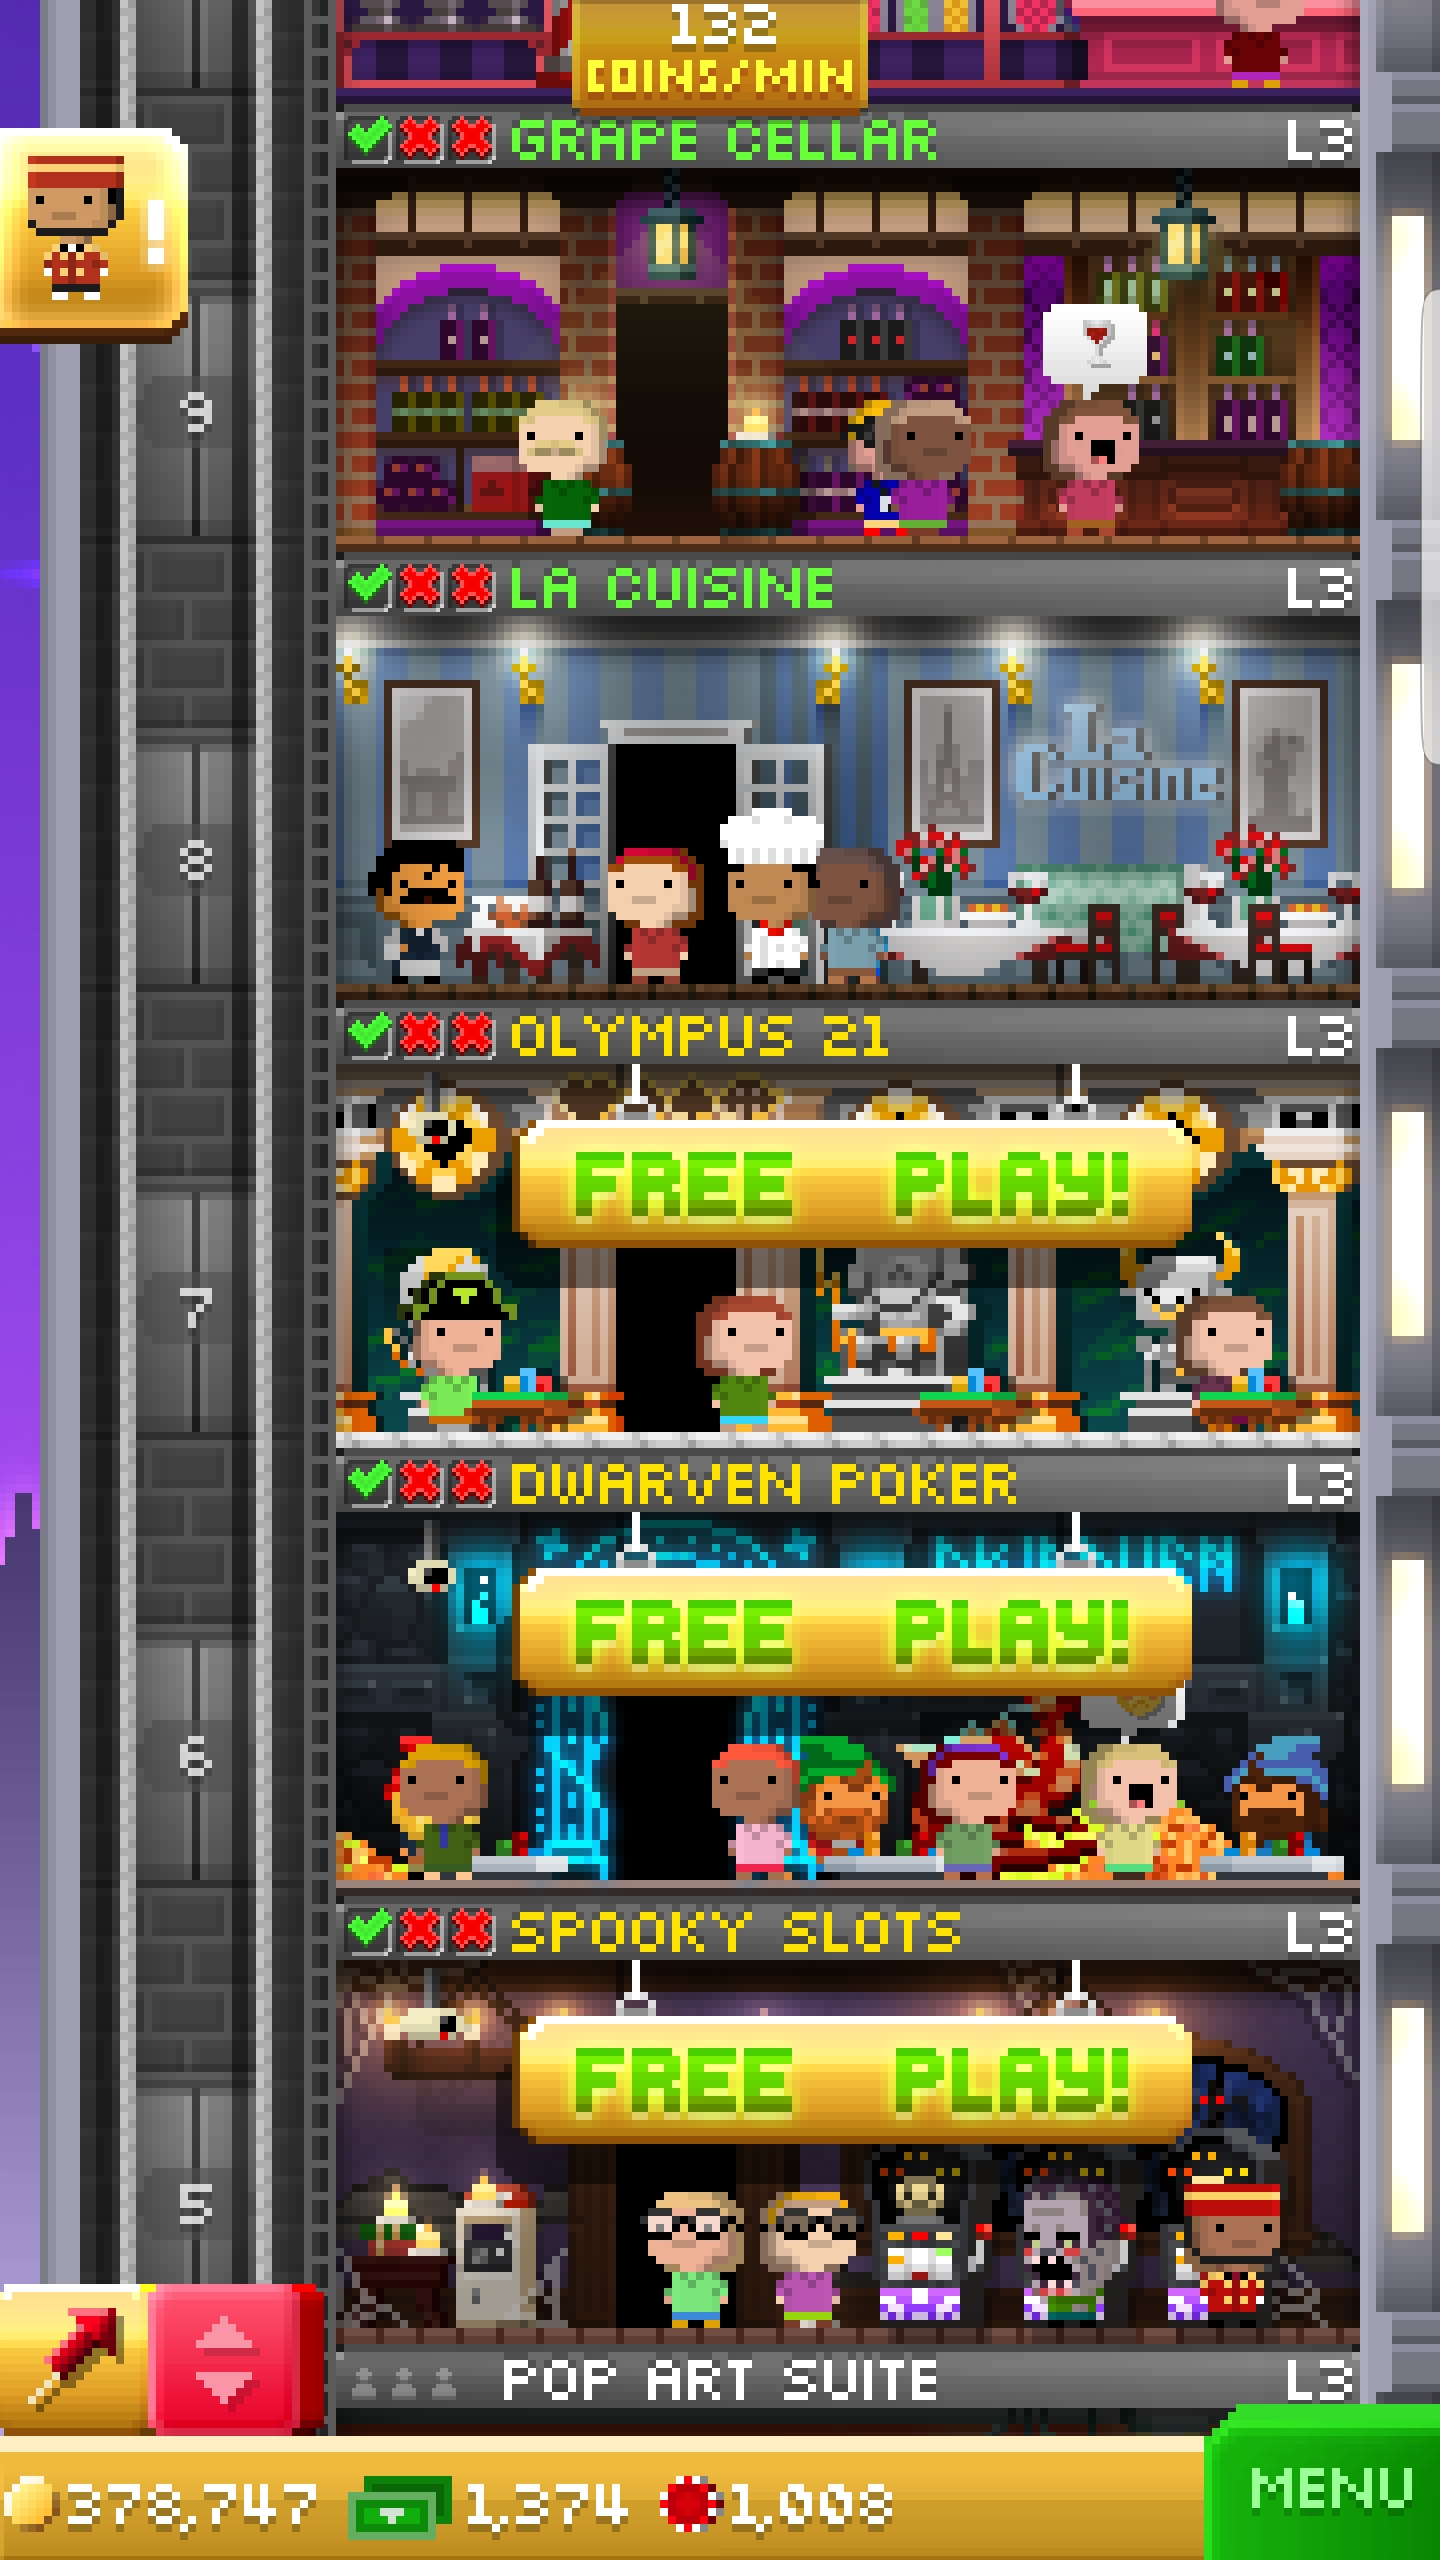 132
COINS/MIN
GRAPE CELLAR L3
!
9
LA CUISINE L3
La
Cuisine
8
OLYMPUS 21 L3
FREE PLAY!
7
DWARVEN POKER L3
FREE PLAY!
6
SPOOKY SLOTS L3
FREE PLAY!
5
POP ART SUITE L3
378,747 1,374 1,008
MENU